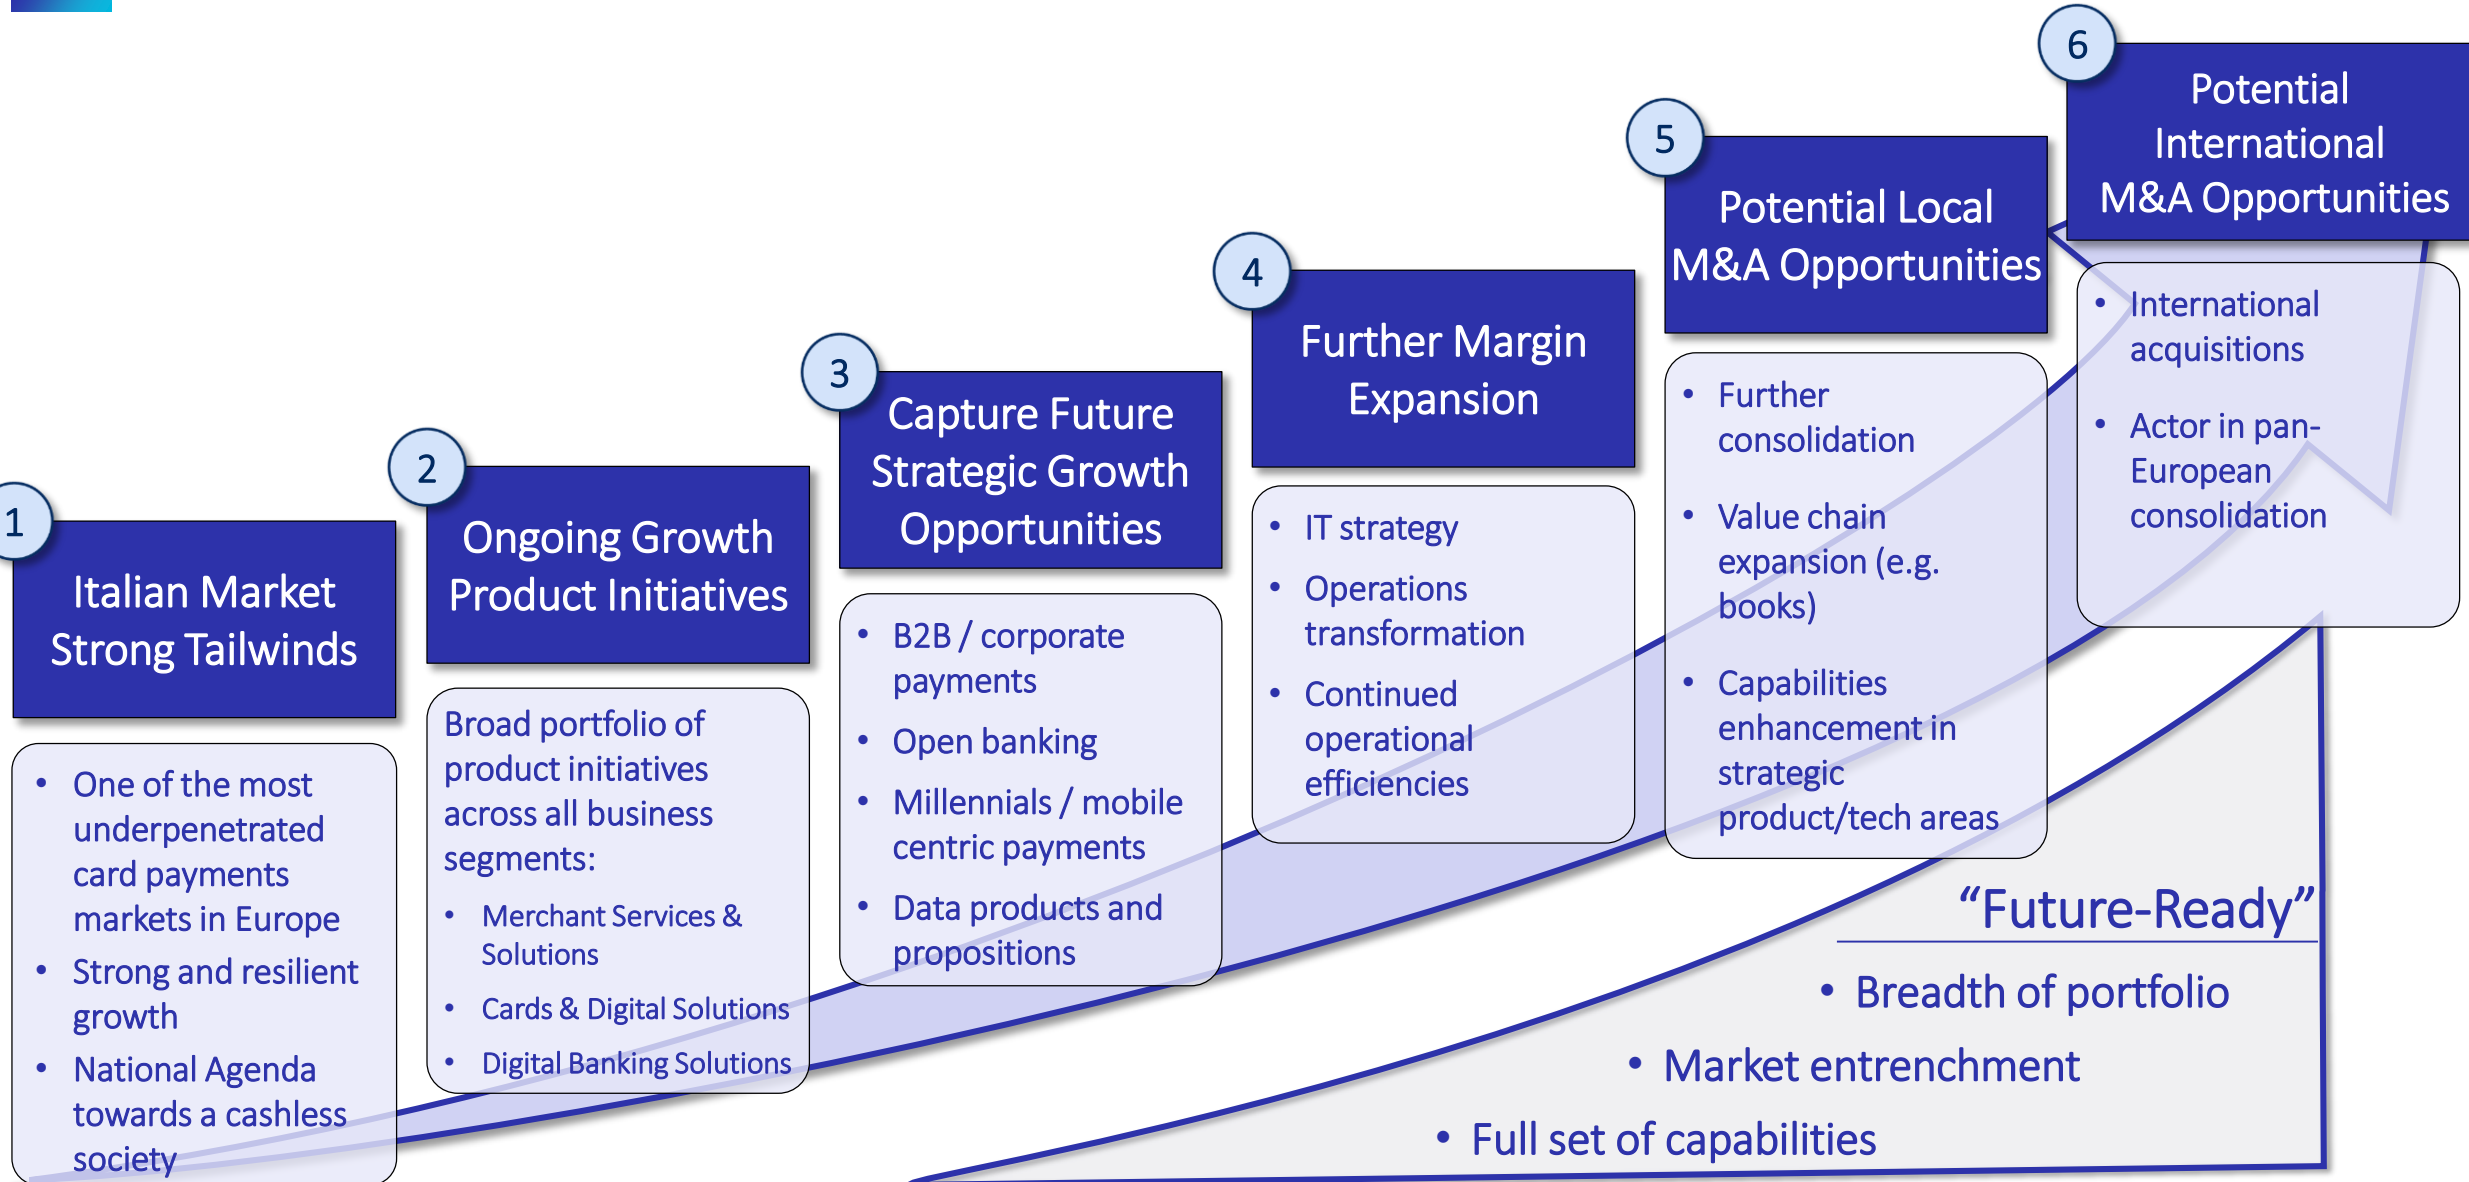 1
Italian Market
Strong Tailwinds
• One of the most
underpenetrated
card payments
markets in Europe
• Strong and resilient
growth
• National Agenda
towards a cashless
society
2
Ongoing Growth
Product Initiatives
Broad portfolio of
product initiatives
across all business
segments:
• Merchant Services &
Solutions
• Cards & Digital Solutions
• Digital Banking Solutions
3
Capture Future
Strategic Growth
Opportunities
• B2B / corporate
payments
• Open banking
• Millennials / mobile
centric payments
• Data products and
propositions
4
Further Margin
Expansion
• IT strategy
• Operations
transformation
• Continued
operational
efficiencies
5
Potential Local
M&A Opportunities
• Further
consolidation
• Value chain
expansion (e.g.
books)
• Capabilities
enhancement in
strategic
product/tech areas
6
Potential
International
M&A Opportunities
• International
acquisitions
• Actor in pan-
European
consolidation
“Future-Ready”
• Breadth of portfolio
• Market entrenchment
• Full set of capabilities